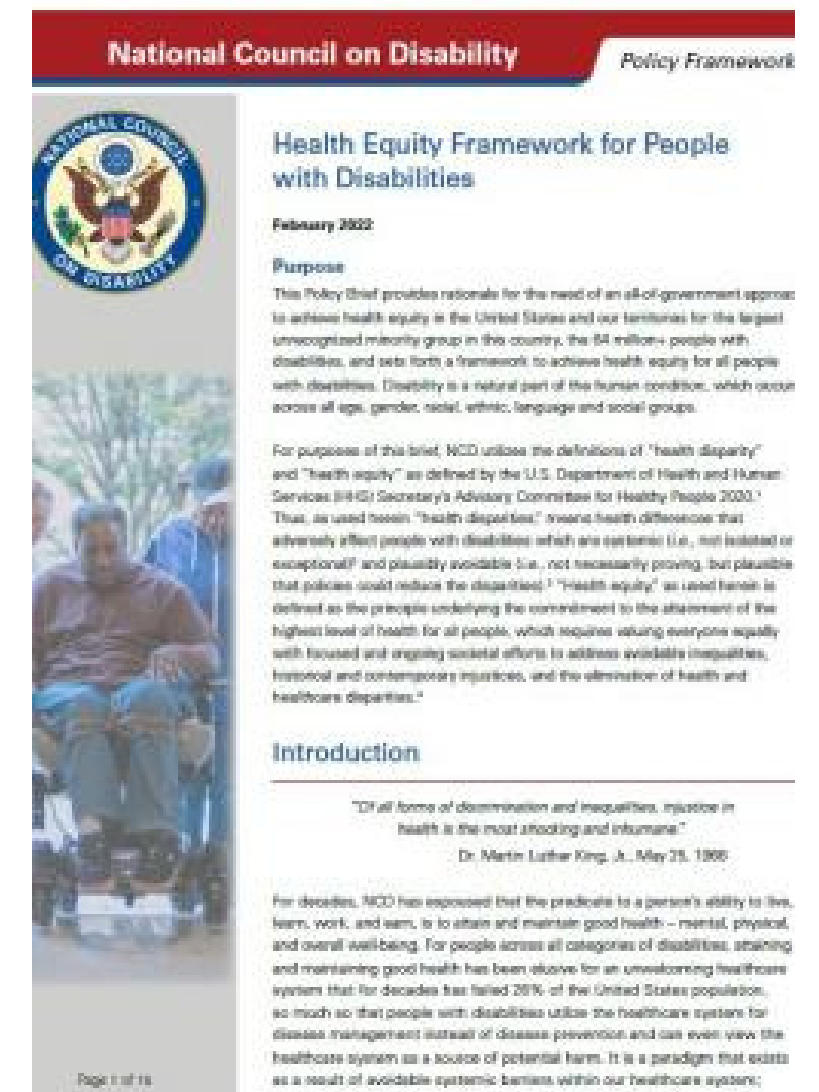 National Council on Disability
Policy Framework
NATIONAL COUNCIL
ON DISABILITY
Health Equity Framework for People
with Disabilities
February 2022
Purpose
This Policy Brief provides rationale for the need of an all-of-government approac
to achieve health equity in the United States and our territories for the largest
unrecognized minority group in this country, the 64 million+ people with
disabilities, and sets forth a framework to achieve health equity for all people
with disabilities. Disability is a natural part of the human condition, which occur
across all age, gender, racial, ethnic, language and social groups.
For purposes of this brief, NCD utilizes the definitions of "health disparity"
and "health equity" as defined by the U.S. Department of Health and Human
Services (HHS) Secretary's Advisory Committee for Healthy People 2020.¹
Thus, as used herein "health disparities," means health differences that
adversely affect people with disabilities which are systemic (i.e., not isolated or
exceptional)² and plausibly avoidable (i.e., not necessarily proving, but plausible
that policies could reduce the disparities).³ "Health equity," as used herein is
defined as the principle underlying the commitment to the attainment of the
highest level of health for all people, which requires valuing everyone equally
with focused and ongoing societal efforts to address avoidable inequalities,
historical and contemporary injustices, and the elimination of health and
healthcare disparities.⁴
Introduction
"Of all forms of discrimination and inequalities, injustice in
health is the most shocking and inhumane."
Dr. Martin Luthar King, Jr., May 25, 1966
For decades, NCD has espoused that the predicate to a person's ability to live,
learn, work, and earn, is to attain and maintain good health – mental, physical,
and overall well-being. For people across all categories of disabilities, attaining
and maintaining good health has been elusive for an unwelcoming healthcare
system that for decades has failed 26% of the United States population,
so much so that people with disabilities utilize the healthcare system for
disease management instead of disease prevention and can even view the
healthcare system as a source of potential harm. It is a paradigm that exists
as a result of avoidable systemic barriers within our healthcare system;
Page 1 of 15